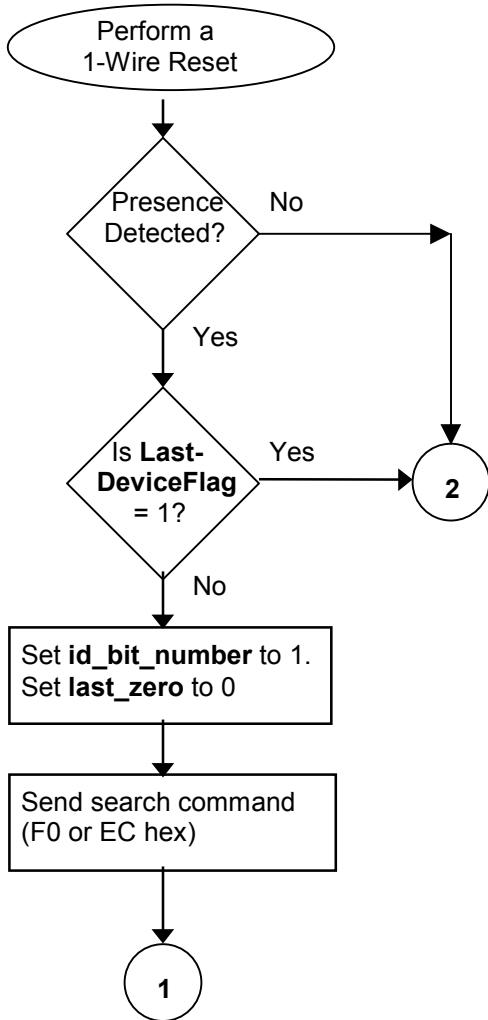 Perform a
1-Wire Reset
Presence
Detected?
No
Yes
Is Last-
DeviceFlag
= 1?
Yes
2
No
Set id_bit_number to 1.
Set last_zero to 0
Send search command
(F0 or EC hex)
1